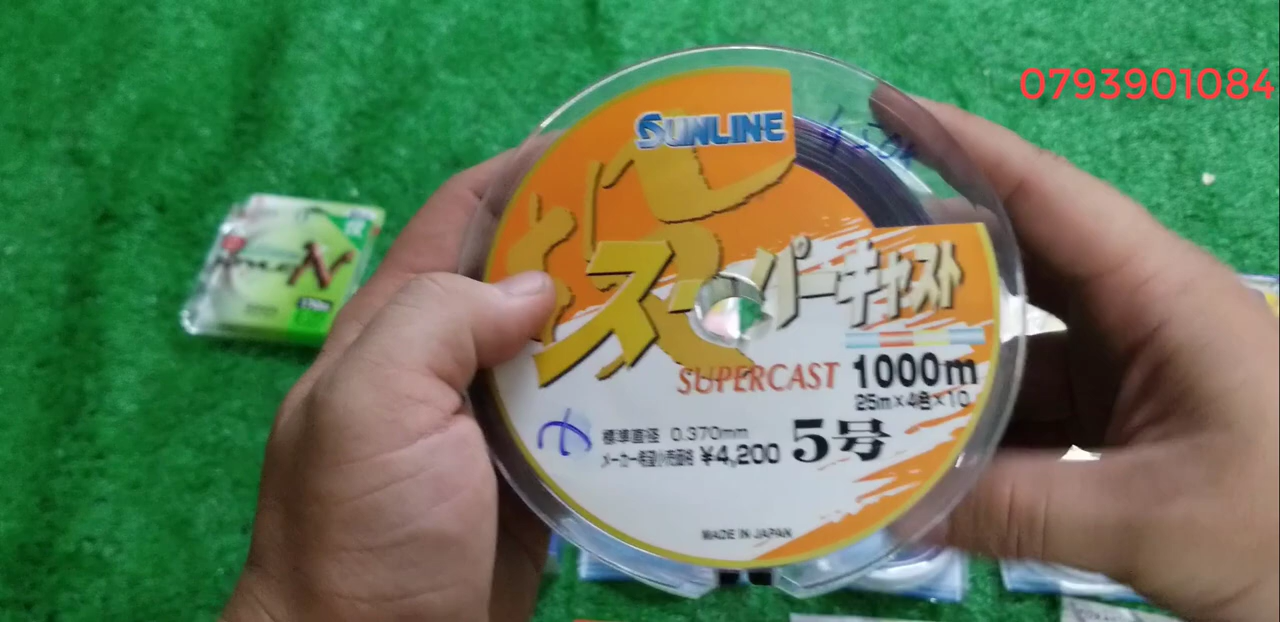 0793901084
SUNLINE
スーパーキャスト
SUPERCAST
1000m
25m×4色×10
標準直径 0.370mm
メーカー希望小売価格 ¥4,200
5号
MADE IN JAPAN